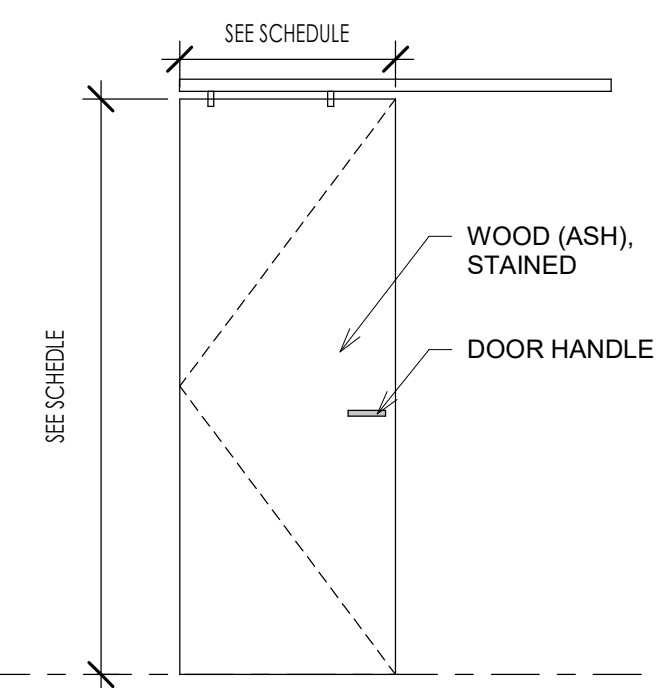 SEE SCHEDULE
WOOD (ASH),
STAINED
DOOR HANDLE
SEE SCHEDLE